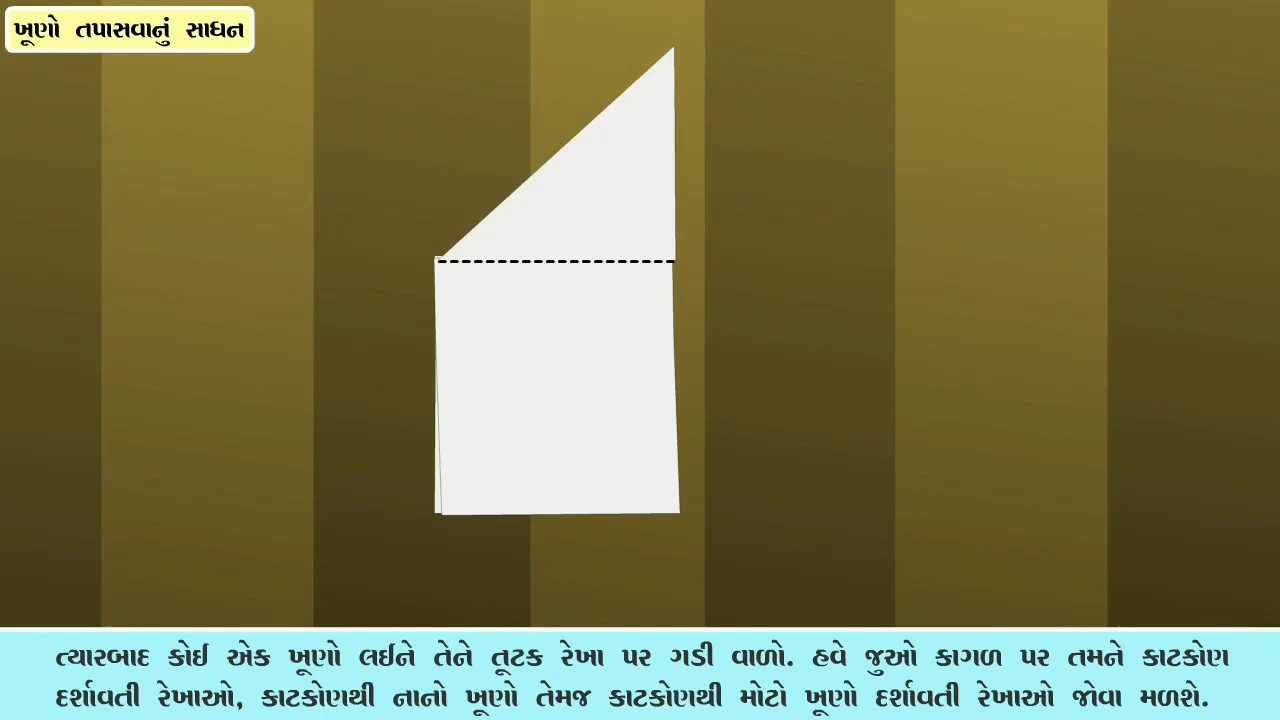 ખૂણો તપાસવાનું સાધન
ત્યારબાદ કોઈ એક ખૂણો લઈને તેને તૂટક રેખા પર ગડી વાળો. હવે જુઓ કાગળ પર તમને કાટકોણ
દર્શાવતી રેખાઓ, કાટકોણથી નાનો ખૂણો તેમજ કાટકોણથી મોટો ખૂણો દર્શાવતી રેખાઓ જોવા મળશે.